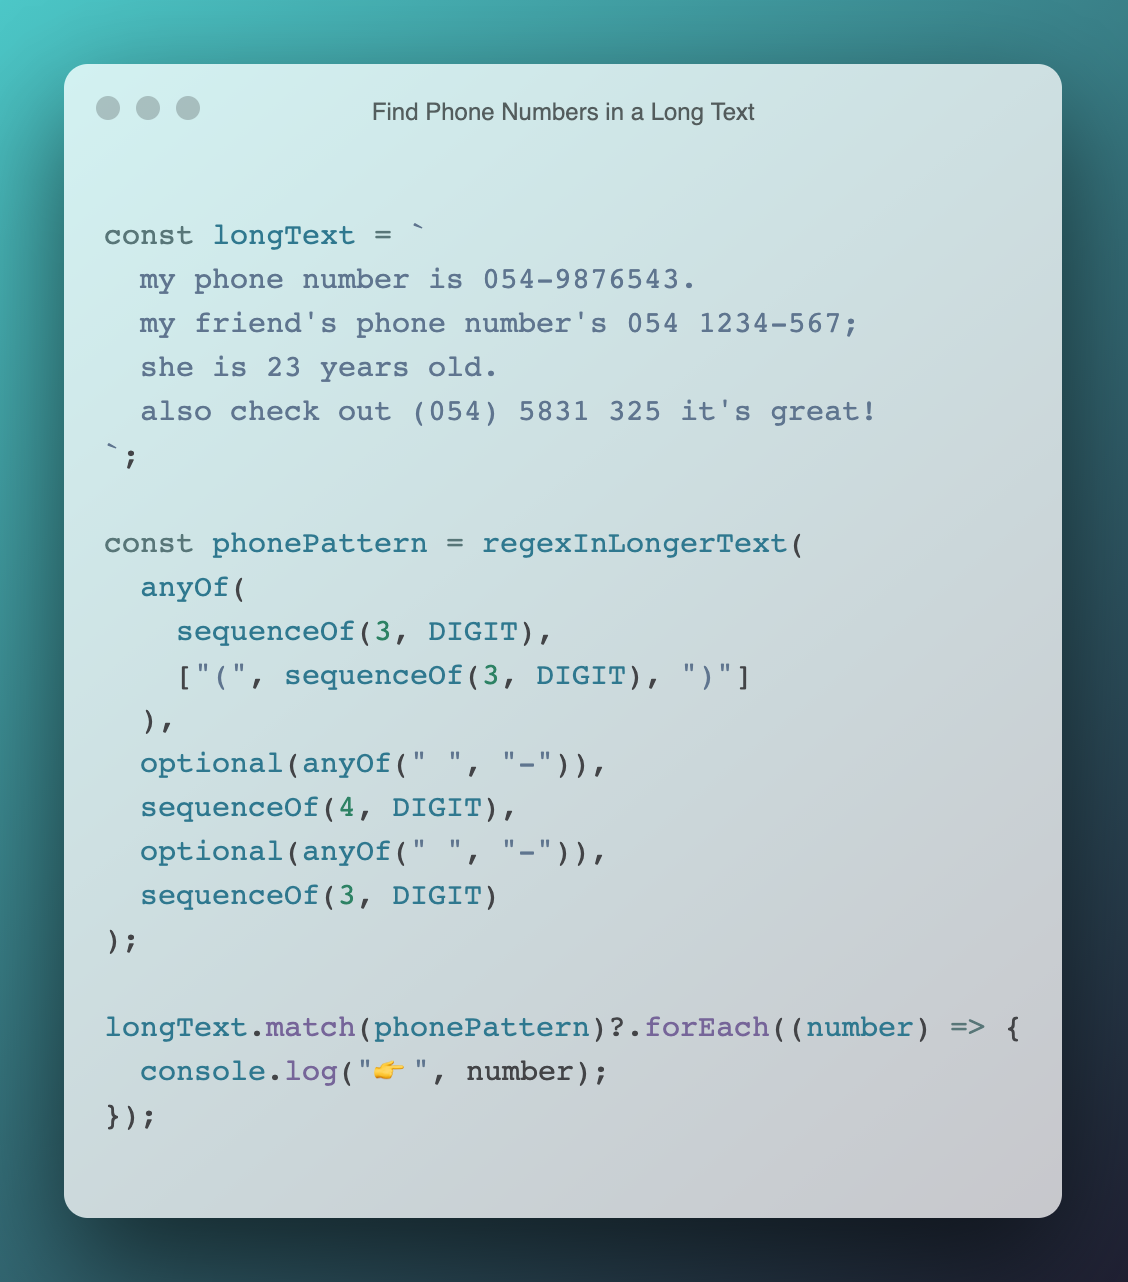 Find Phone Numbers in a Long Text
const longText = `
  my phone number is 054-9876543.
  my friend's phone number's 054 1234-567;
  she is 23 years old.
  also check out (054) 5831 325 it's great!
`;
const phonePattern = regexInLongerText(
  anyOf(
    sequenceOf(3, DIGIT),
    ["(", sequenceOf(3, DIGIT), ")"]
  ),
  optional(anyOf(" ", "-")),
  sequenceOf(4, DIGIT),
  optional(anyOf(" ", "-")),
  sequenceOf(3, DIGIT)
);
longText.match(phonePattern)?.forEach((number) => {
  console.log("👉 ", number);
});